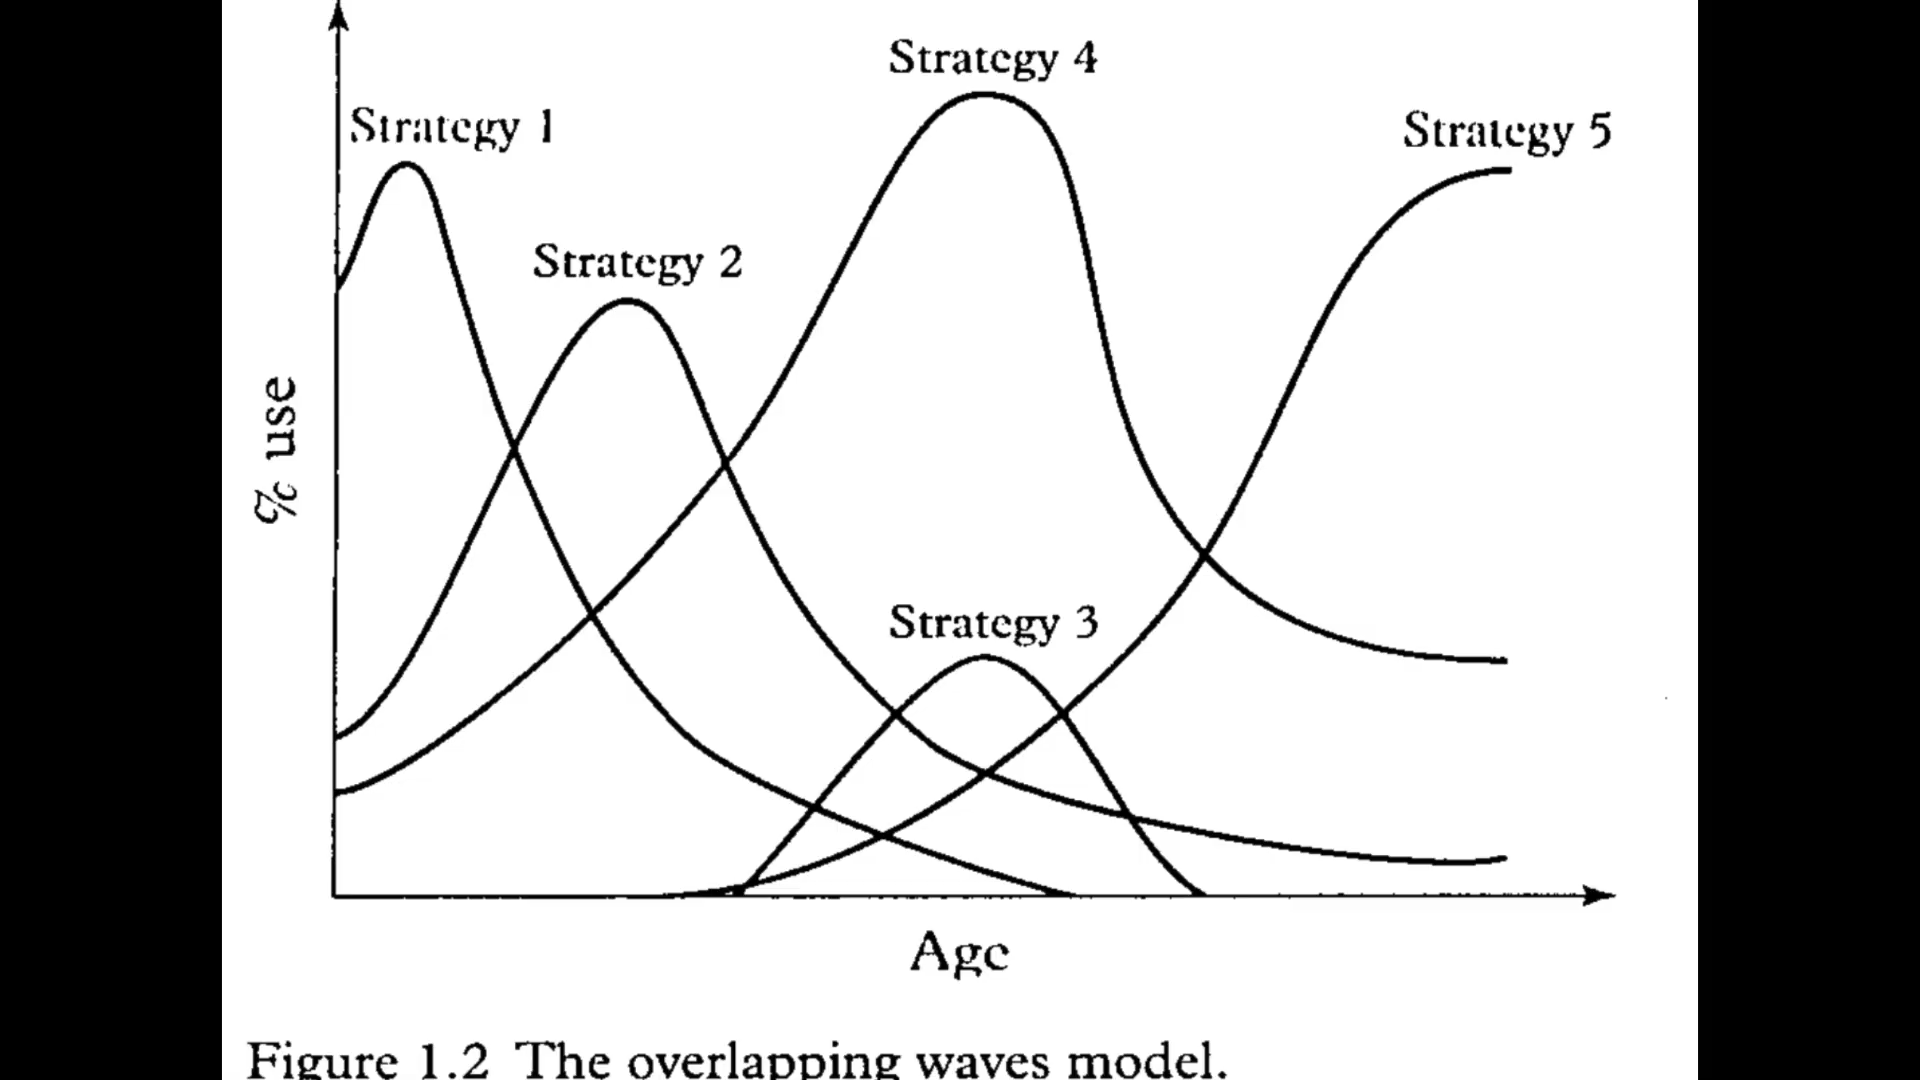 Strategy 4
Strategy 1
Strategy 5
Strategy 2
% use
Strategy 3
Age
Figure 1.2 The overlapping waves model.